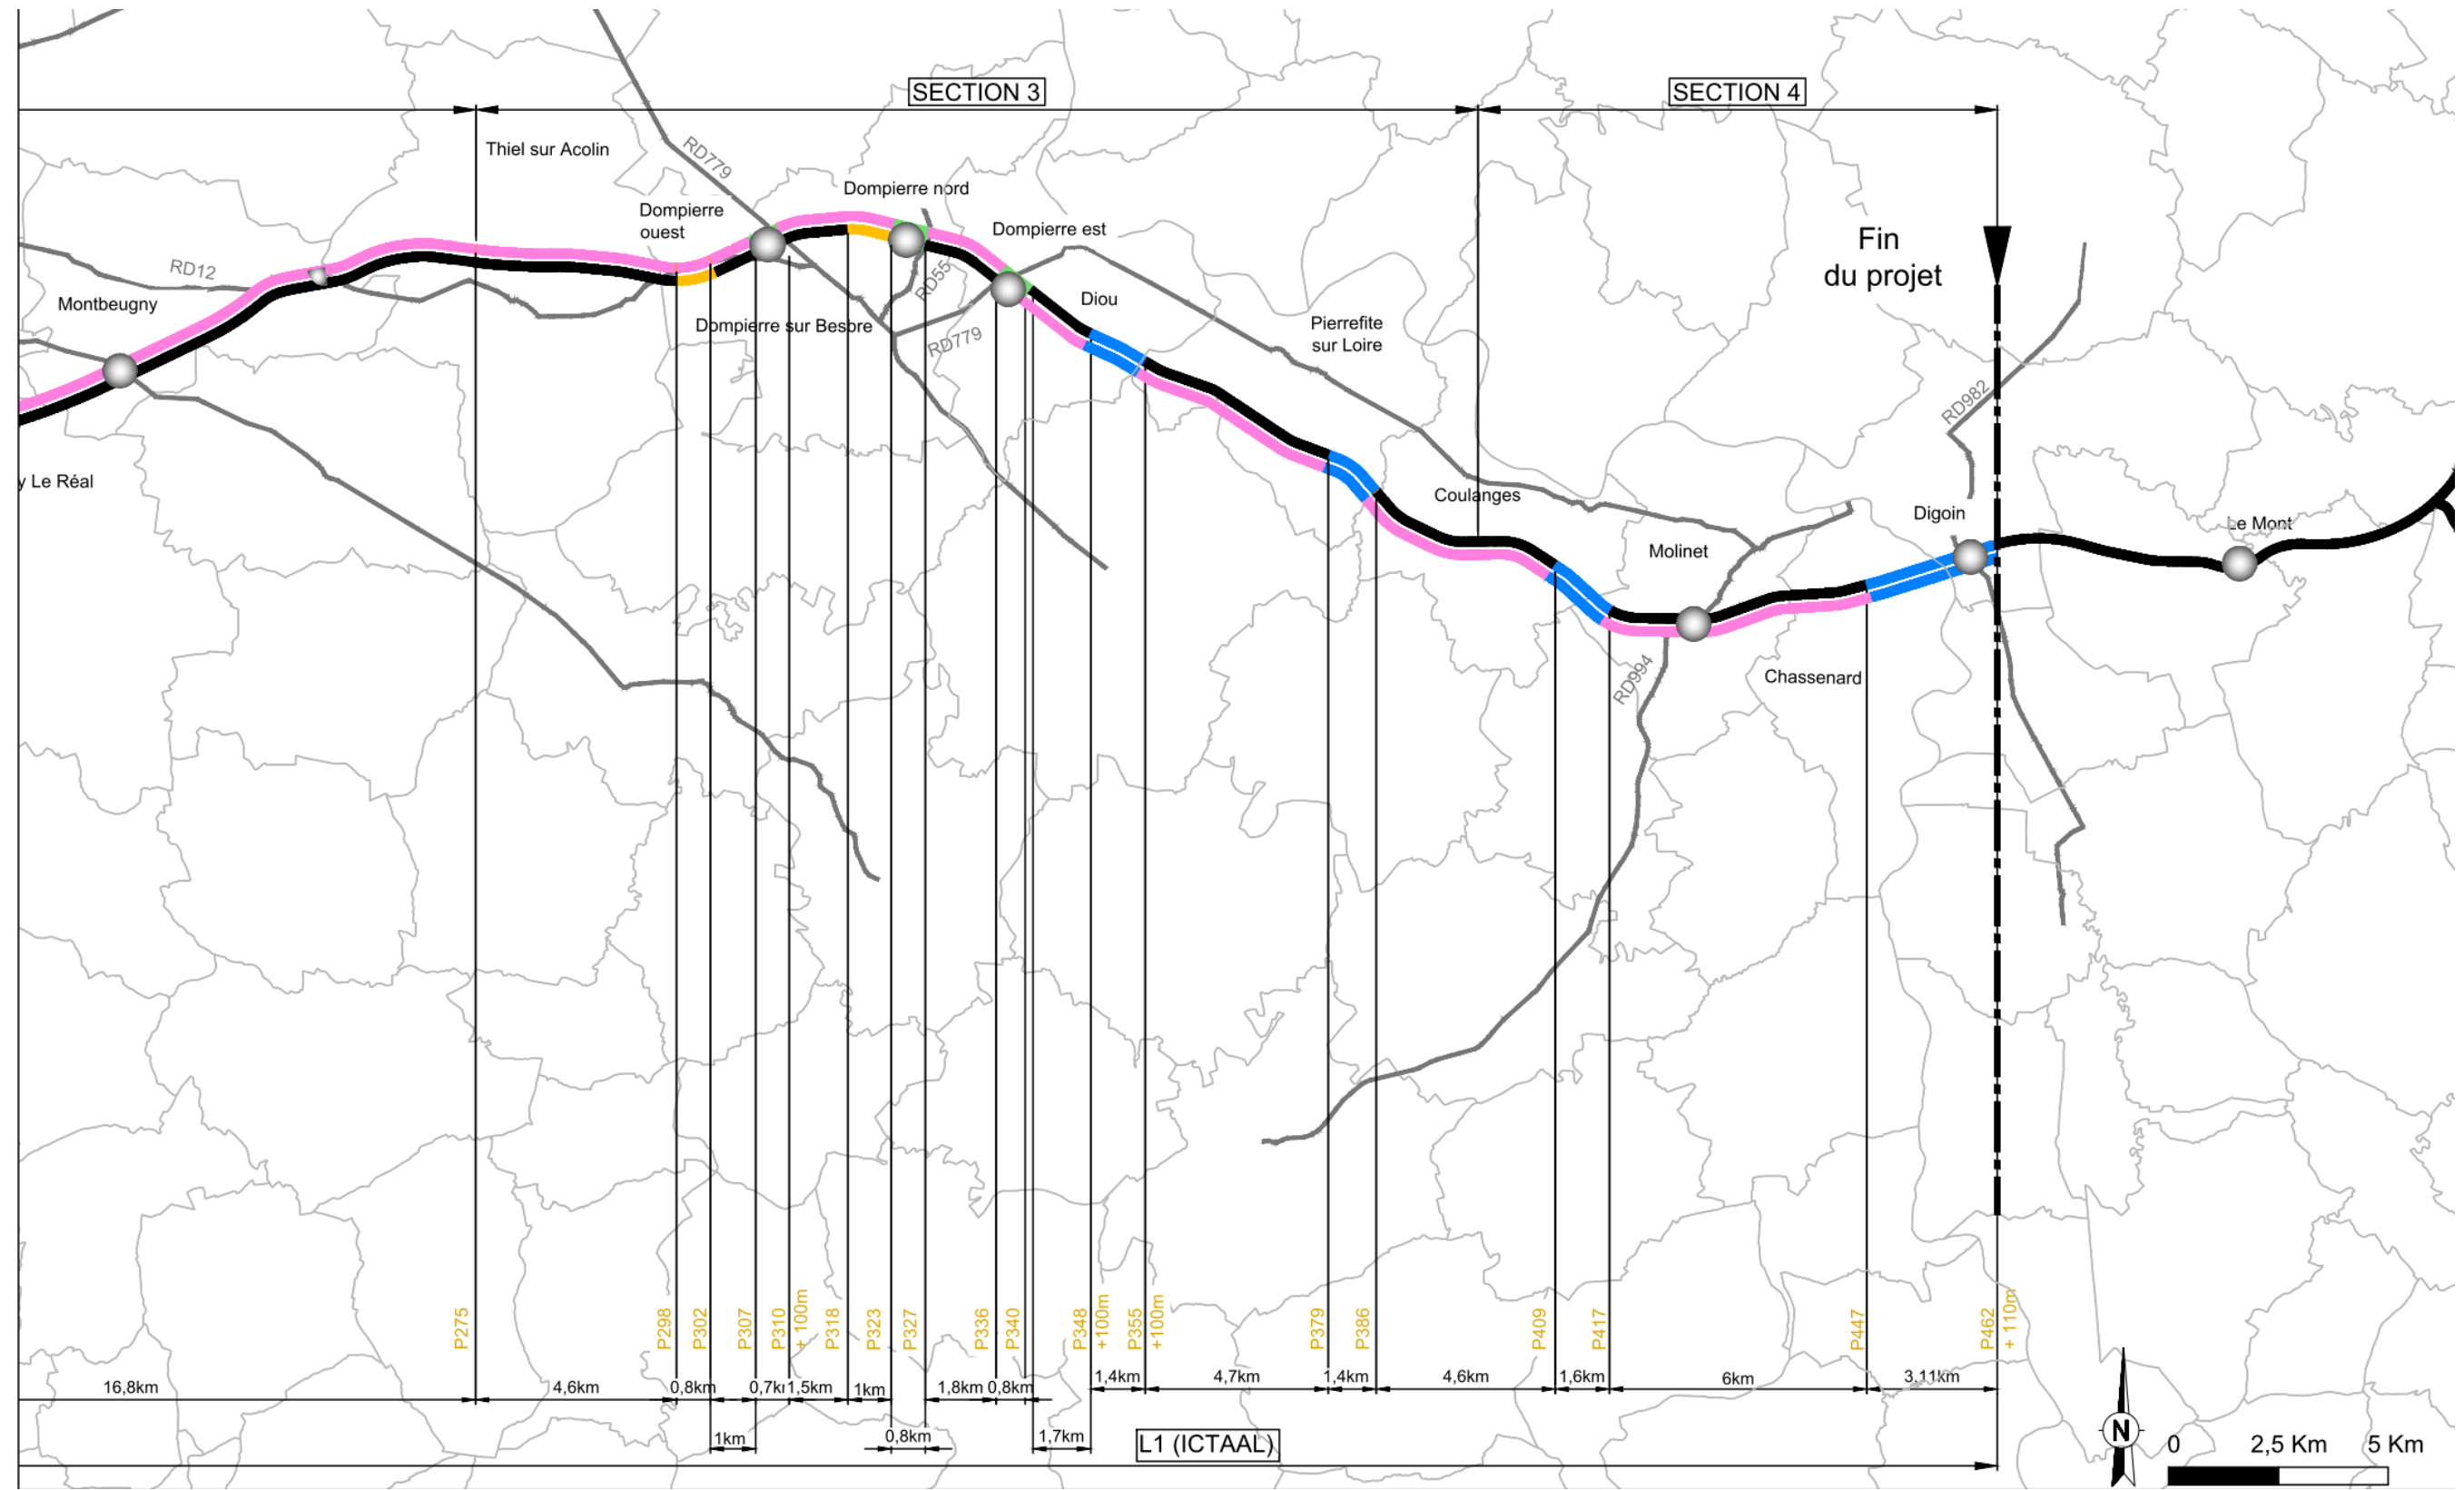 SECTION 3
SECTION 4
Thiel sur Acolin
RD779
Dompierre nord
Dompierre
ouest
Dompierre est
Fin
du projet
RD12
Montbeugny
RD55
Diou
Dompierre sur Besbre
RD779
Pierrefite
sur Loire
RD982
y Le Réal
Coulanges
Digoin
Le Mont
Molinet
RD994
Chassenard
P275
P298
P302
P307
P310
+ 100m
P318
P323
P327
P336
P340
P348
+100m
P355
+100m
P379
P386
P409
P417
P447
P462
+ 110m
1,4km
4,7km
1,4km
4,6km
1,6km
6km
3,11km
16,8km
4,6km
0,8km
0,7k
1,5km
1km
1,8km
0,8km
1km
0,8km
1,7km
L1 (ICTAAL)
N
0
2,5 Km
5 Km